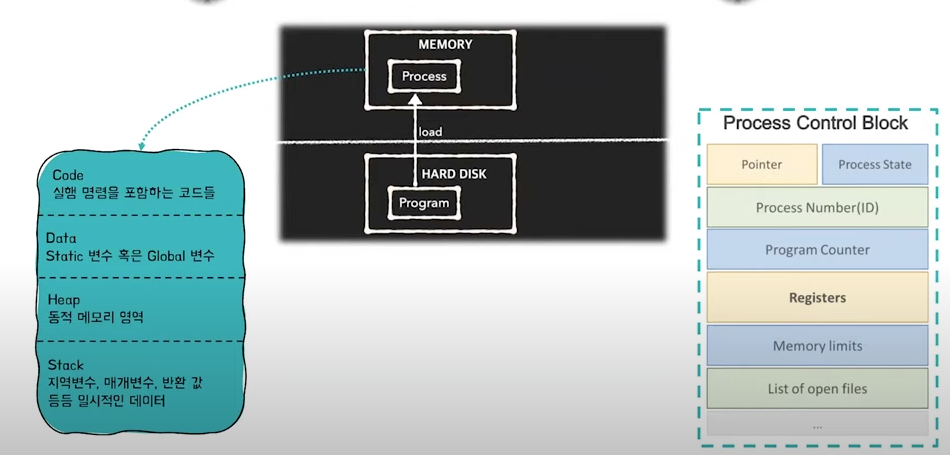 MEMORY
Process
load
HARD DISK
Program
Code
실행 명령을 포함하는 코드들
Data
Static 변수 혹은 Global 변수
Heap
동적 메모리 영역
Stack
지역변수, 매개변수, 반환 값
등등 일시적인 데이터
Process Control Block
Pointer
Process State
Process Number(ID)
Program Counter
Registers
Memory limits
List of open files
...